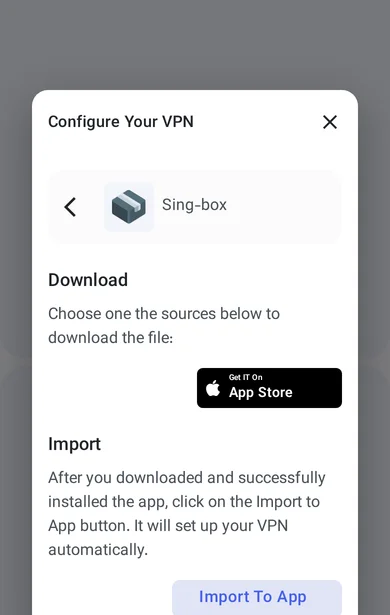 Configure Your VPN
Sing-box
Download
Choose one the sources below to
download the file:
Get IT On
App Store
Import
After you downloaded and successfully
installed the app, click on the Import to
App button. It will set up your VPN
automatically.
Import To App